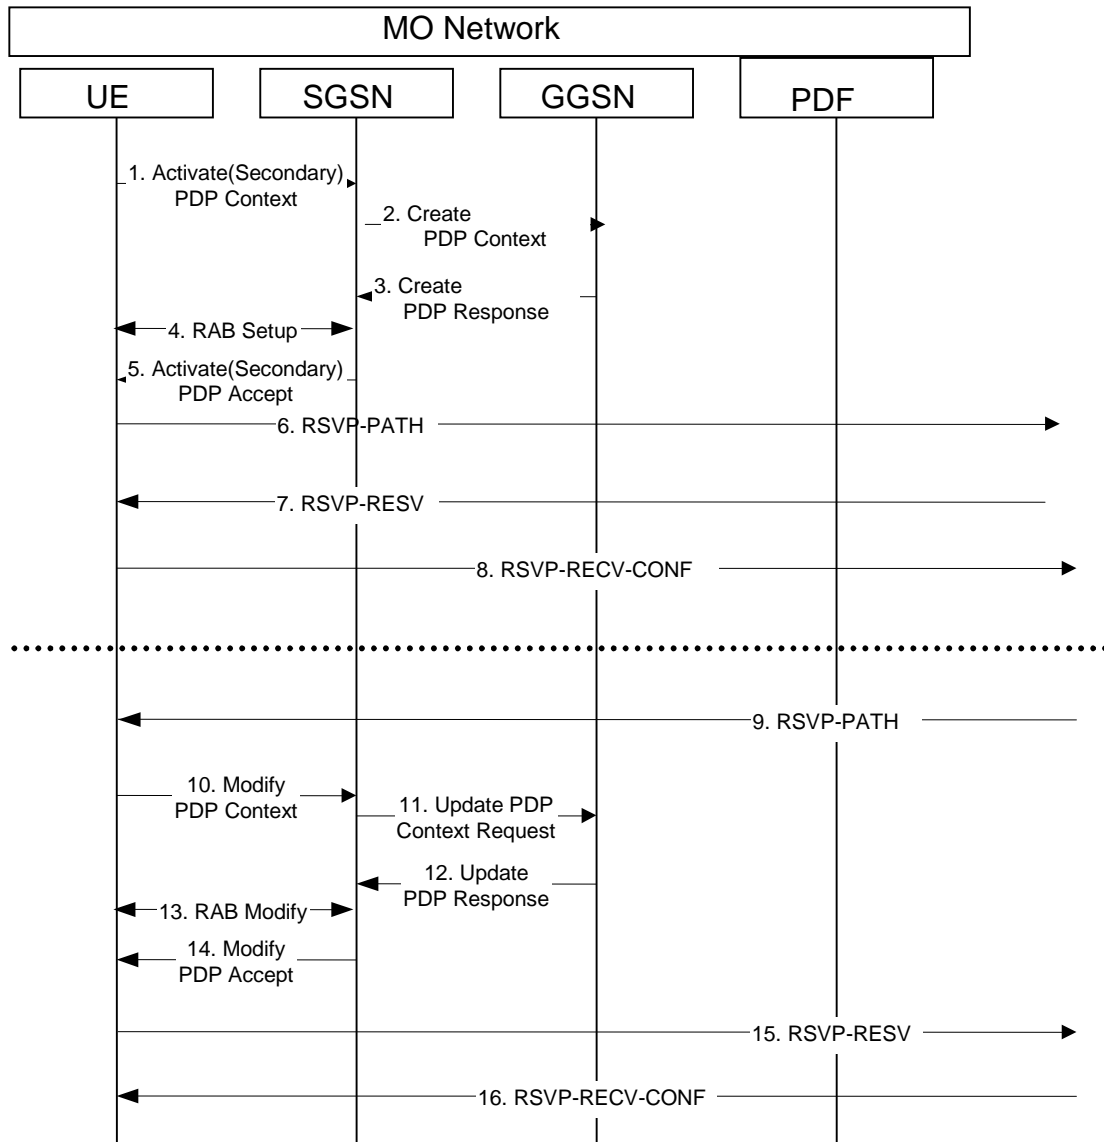 MO Network
UE
SGSN
GGSN
PDF
1. Activate(Secondary)
PDP Context
2. Create
PDP Context
3. Create
PDP Response
4. RAB Setup
5. Activate(Secondary)
PDP Accept
6. RSVP-PATH
7. RSVP-RESV
8. RSVP-RECV-CONF
9. RSVP-PATH
10. Modify
PDP Context
11. Update PDP
Context Request
12. Update
PDP Response
13. RAB Modify
14. Modify
PDP Accept
15. RSVP-RESV
16. RSVP-RECV-CONF